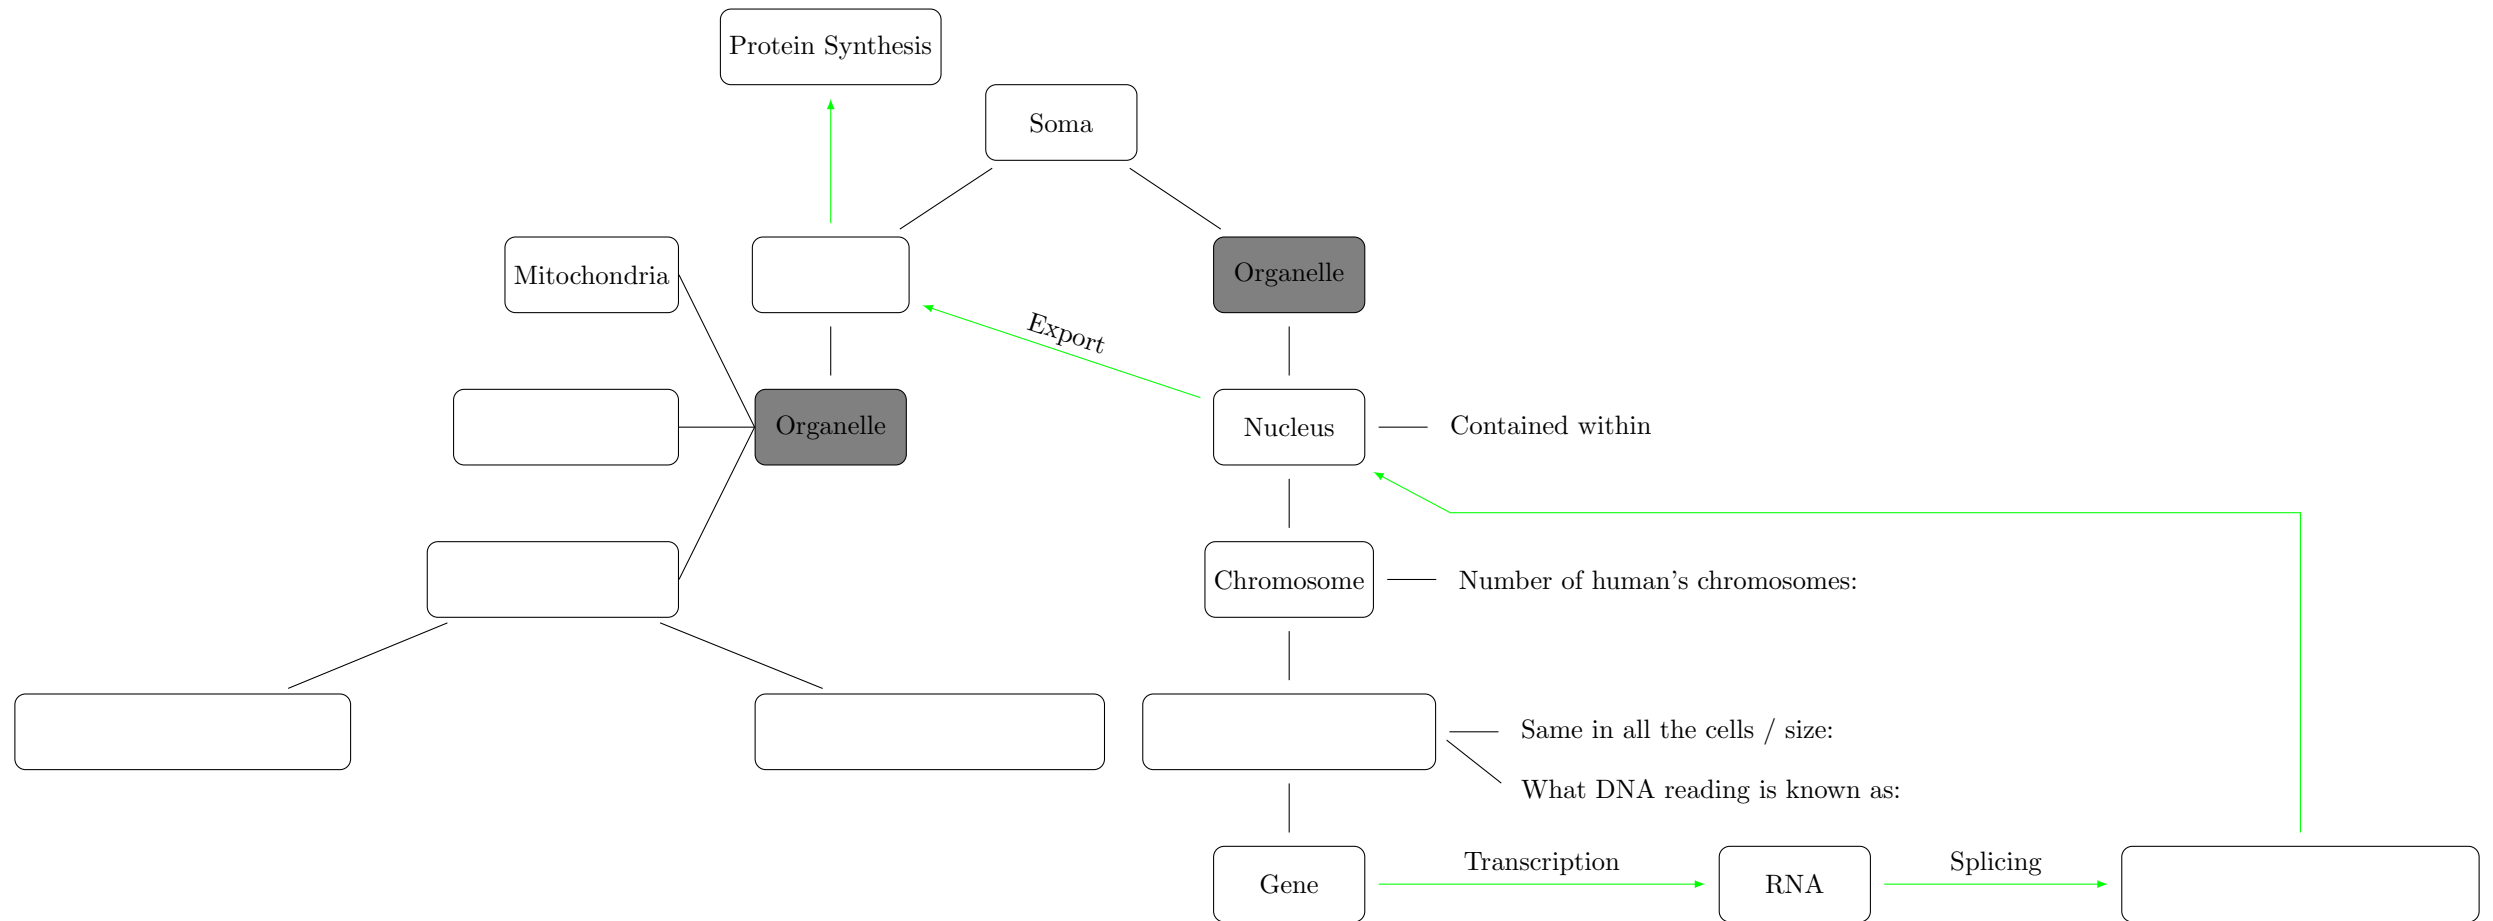 Protein Synthesis
Soma
Mitochondria
Organelle
Export
Organelle
Nucleus
Contained within
Chromosome
Number of human's chromosomes:
Same in all the cells / size:
What DNA reading is known as:
Gene
Transcription
RNA
Splicing